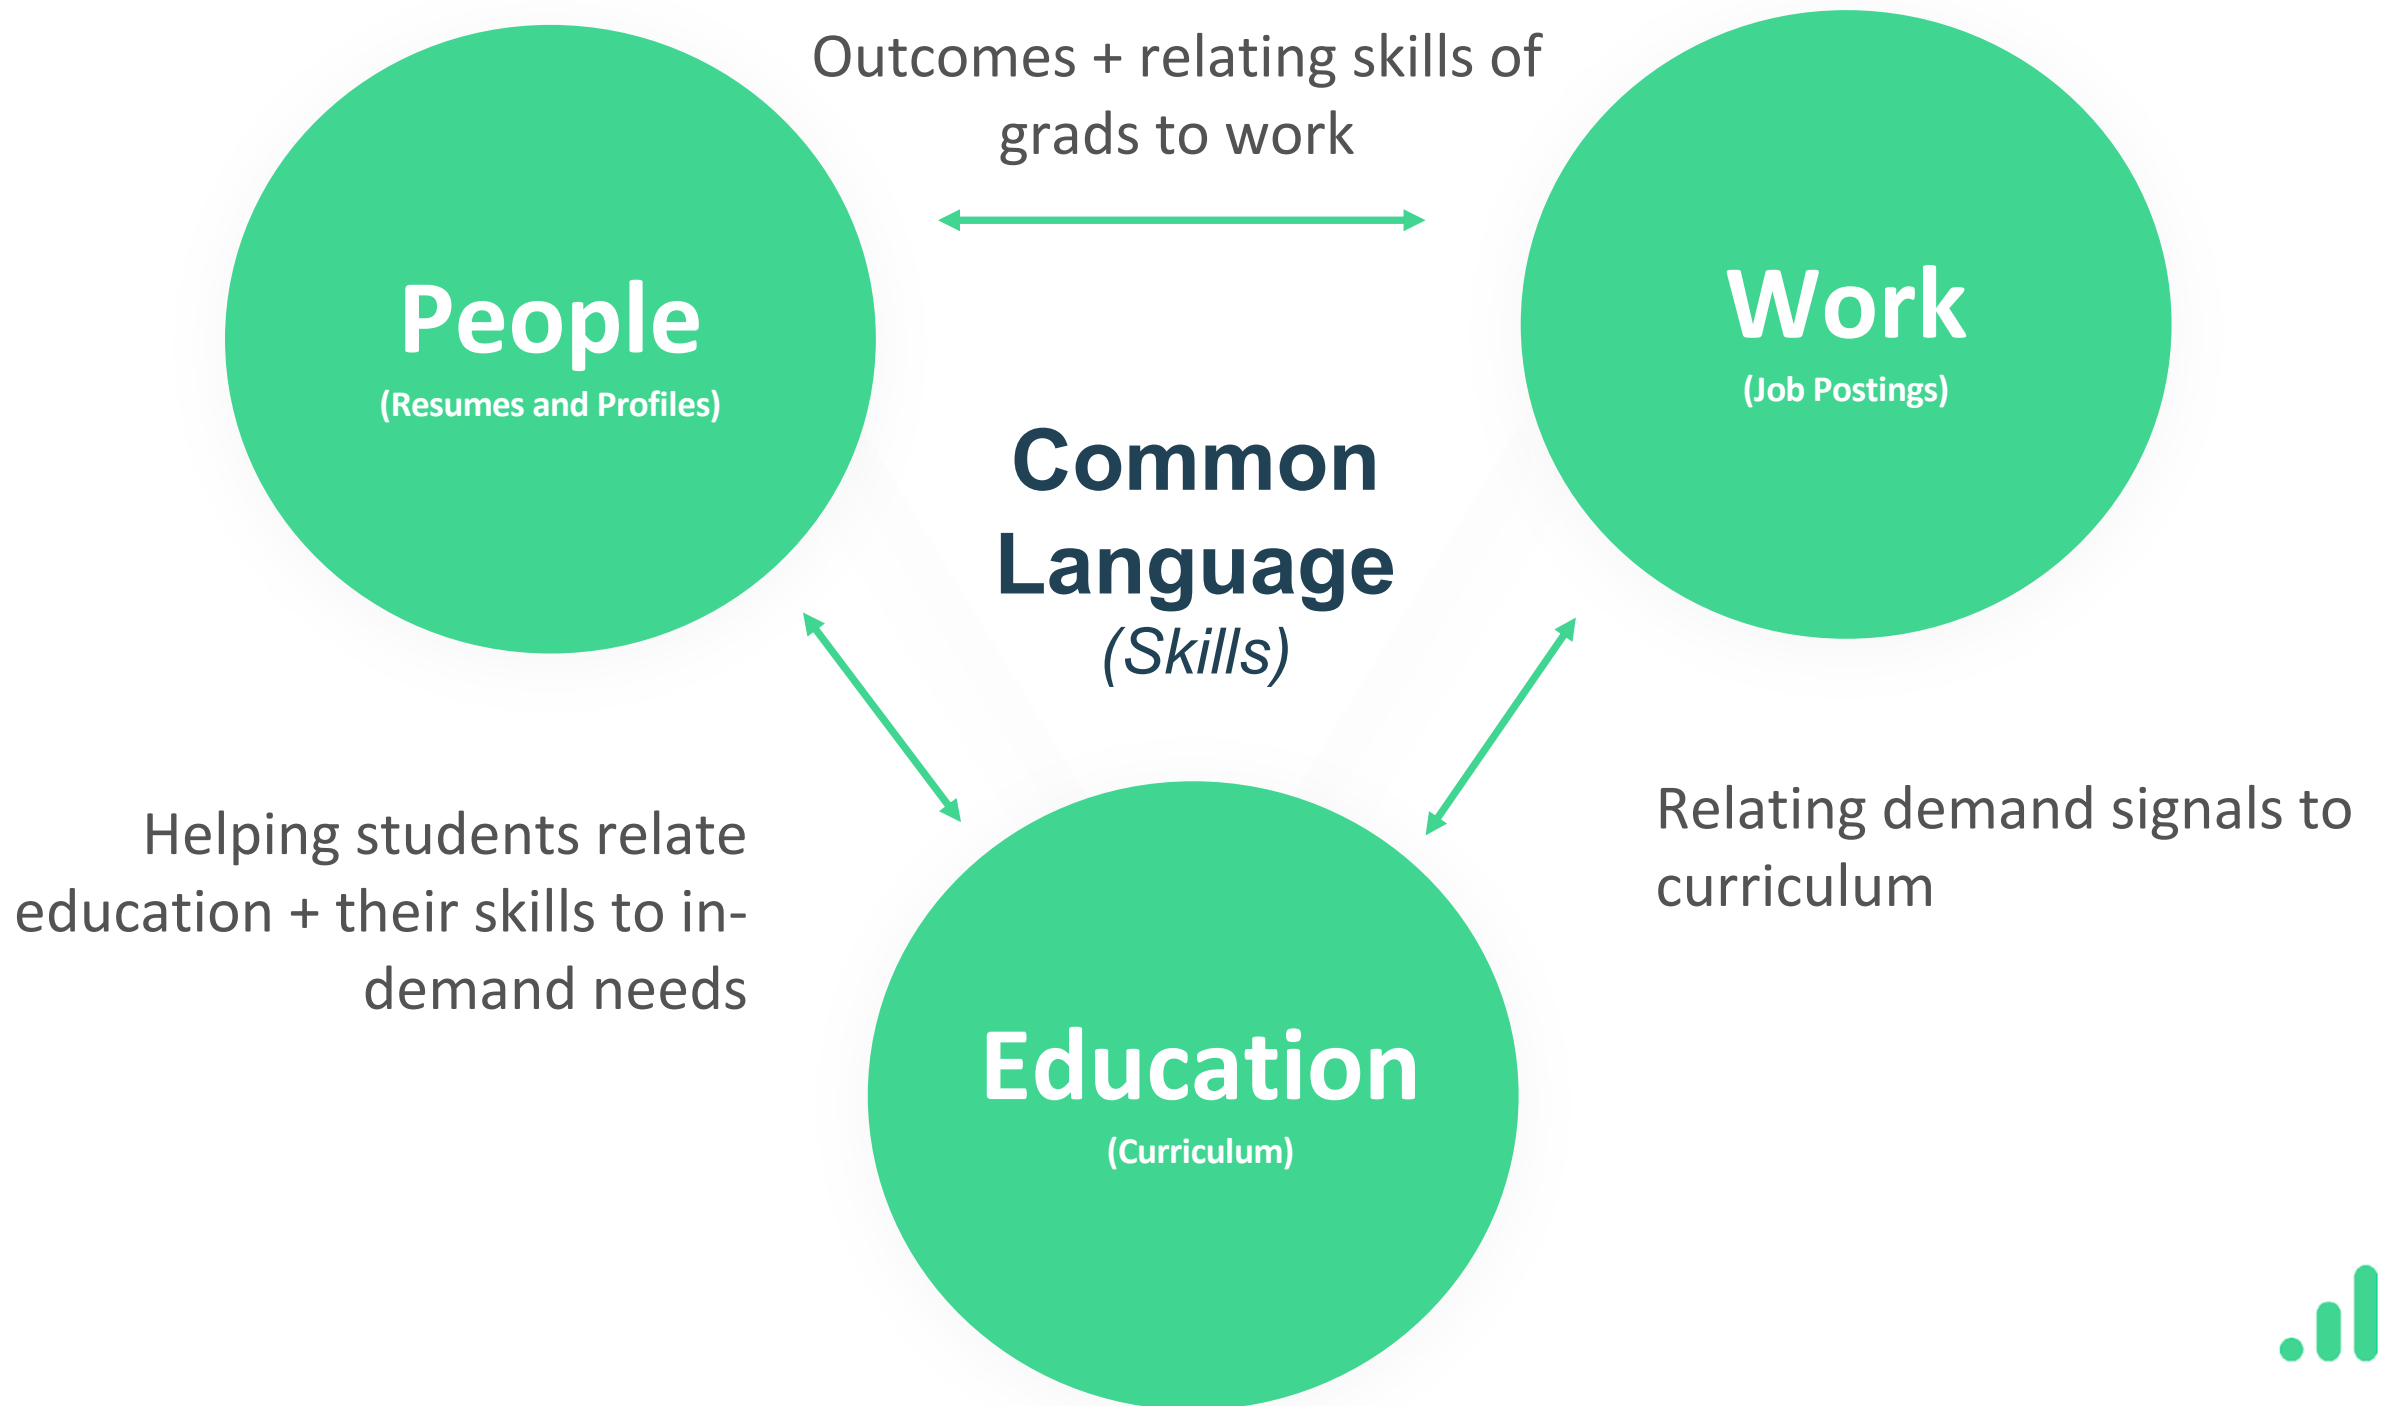 Outcomes + relating skills of
grads to work
People
(Resumes and Profiles)
Work
(Job Postings)
Common
Language
(Skills)
Helping students relate
education + their skills to in-
demand needs
Relating demand signals to
curriculum
Education
(Curriculum)